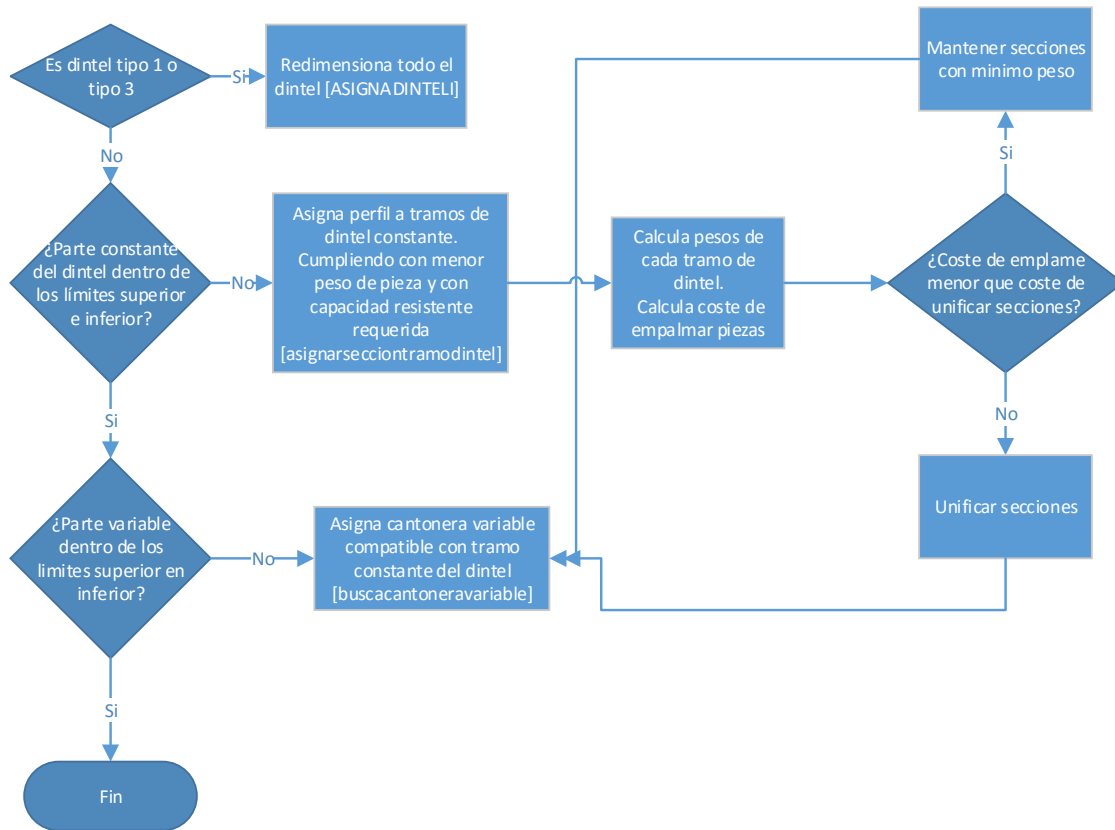 Es dintel tipo 1 o
tipo 3
Si
Redimensiona todo el
dintel [ASIGNADINTELI]
Mantener secciones
con minimo peso
No
Si
¿Parte constante
del dintel dentro de
los límites superior
e inferior?
No
Asigna perfil a tramos de
dintel constante.
Cumpliendo con menor
peso de pieza y con
capacidad resistente
requerida
[asignarsecciontramodintel]
Calcula pesos de
cada tramo de
dintel.
Calcula coste de
empalmar piezas
¿Coste de emplame
menor que coste de
unificar secciones?
Si
No
¿Parte variable
dentro de los
limites superior en
inferior?
No
Asigna cantonera variable
compatible con tramo
constante del dintel
[buscacantoneravariable]
Unificar secciones
Si
Fin